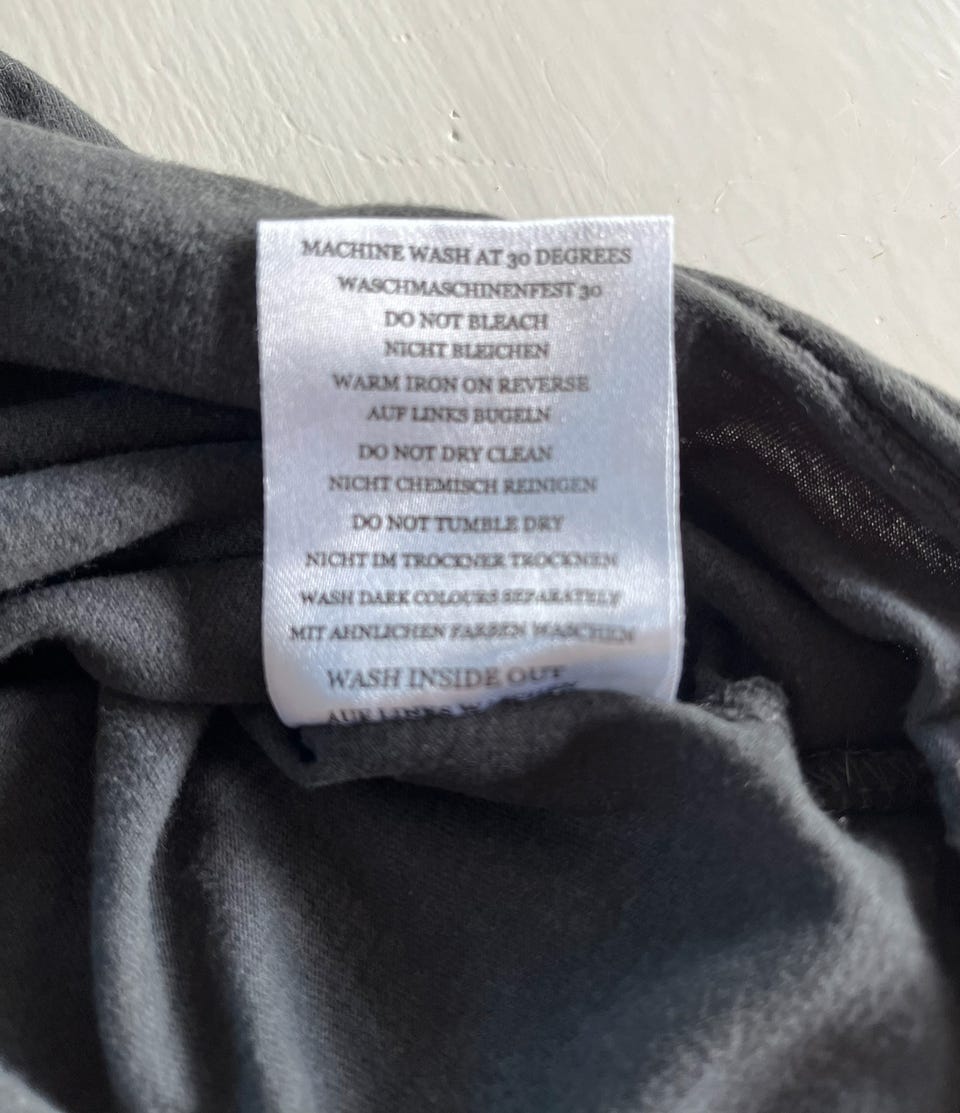 MACHINE WASH AT 30 DEGREES
WASCHMASCHINENFEST 30
DO NOT BLEACH
NICHT BLEICHEN
WARM IRON ON REVERSE
AUF LINKS BUGELN
DO NOT DRY CLEAN
NICHT CHEMISCH REINIGEN
DO NOT TUMBLE DRY
NICHT IM TROCKNER TROCKNEN
WASH DARK COLOURS SEPARATELY
MIT AHNLICHEN FARBEN WASCHEN
WASH INSIDE OUT
AUF LINKS